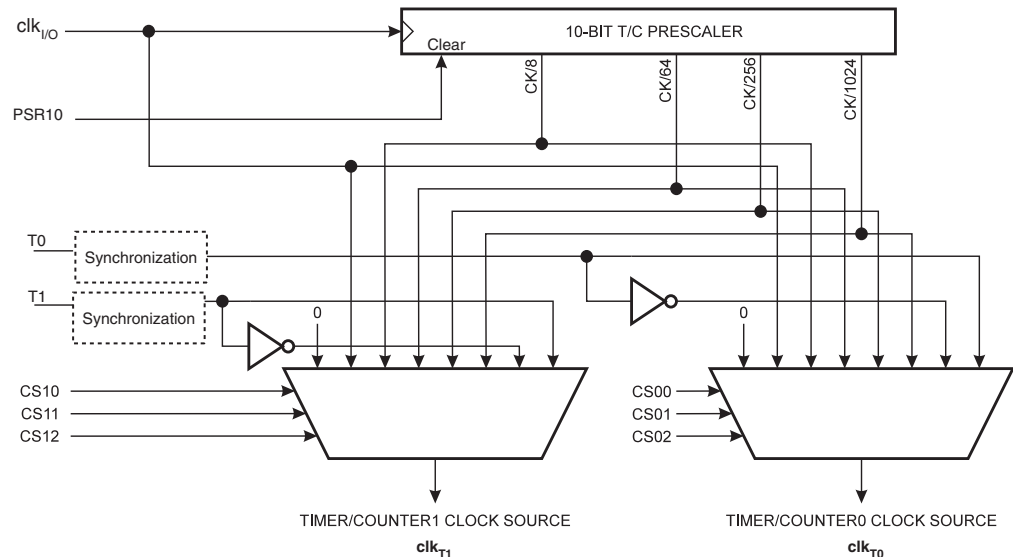 clkI/O
10-BIT T/C PRESCALER
Clear
CK/8
CK/64
CK/256
CK/1024
PSR10
T0
Synchronization
T1
Synchronization
0
0
CS10
CS11
CS12
CS00
CS01
CS02
TIMER/COUNTER1 CLOCK SOURCE
clkT1
TIMER/COUNTER0 CLOCK SOURCE
clkT0